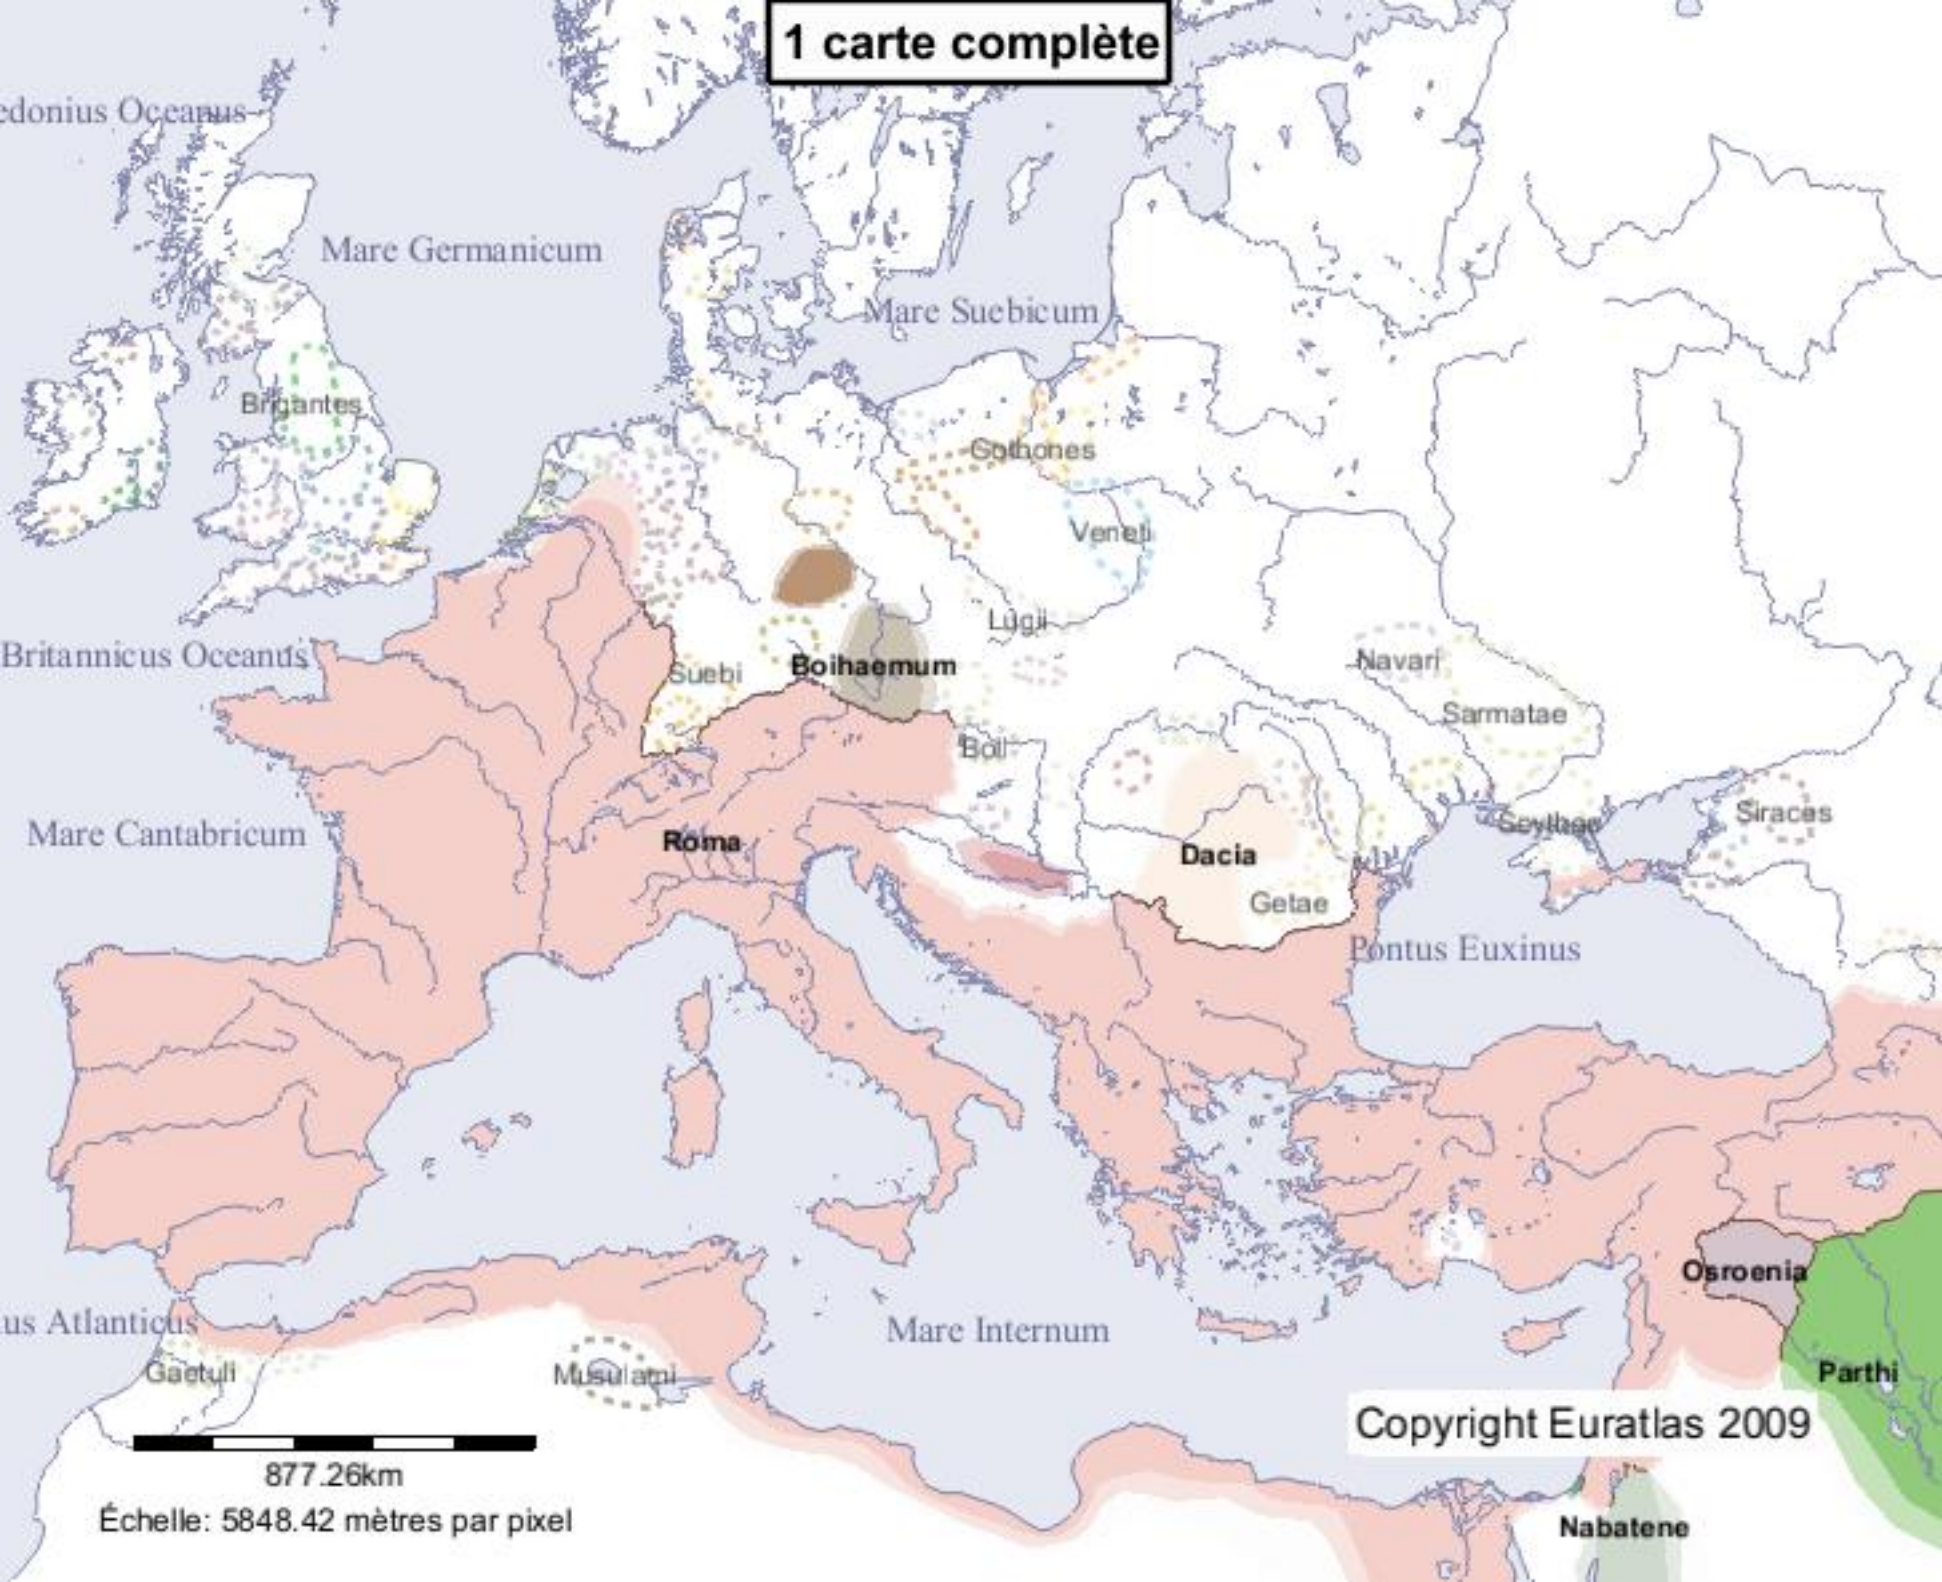 1 carte complète
edonius Oceanus
Mare Germanicum
Mare Suebicum
Brigantes
Gothones
Veneti
Lugii
Britannicus Oceanus
Suebi
Boihaemum
Navari
Sarmatae
Boii
Mare Cantabricum
Roma
Dacia
Scythae
Siraces
Getae
Pontus Euxinus
Osroenia
us Atlanticus
Mare Internum
Gaetuli
Musulami
Parthi
Copyright Euratlas 2009
877.26km
Échelle: 5848.42 mètres par pixel
Nabatene